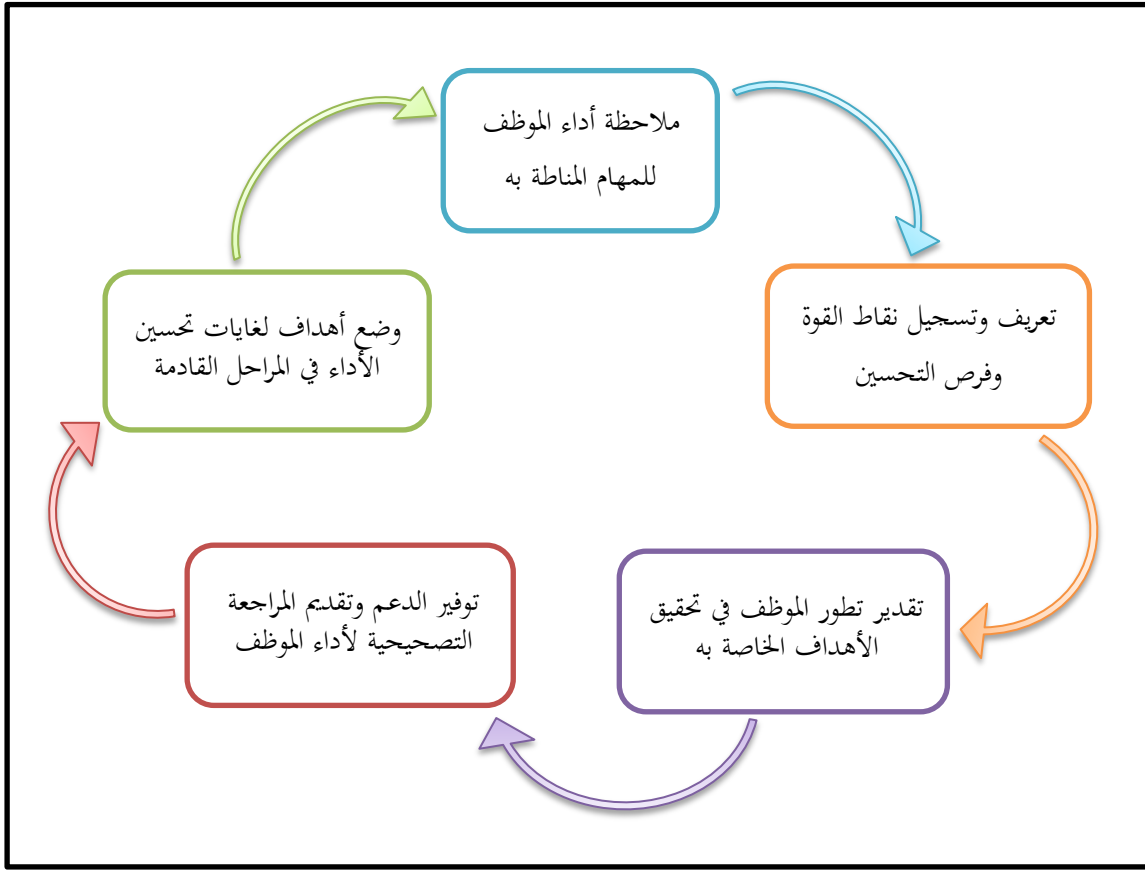 ملاحظة أداء الموظف
للمهام المناطة به
تعريف وتسجيل نقاط القوة
وفرص التحسين
تقدير تطور الموظف في تحقيق
الأهداف الخاصة به
توفير الدعم وتقديم المراجعة
التصحيحية لأداء الموظف
وضع أهداف لغايات تحسين
الأداء في المراحل القادمة